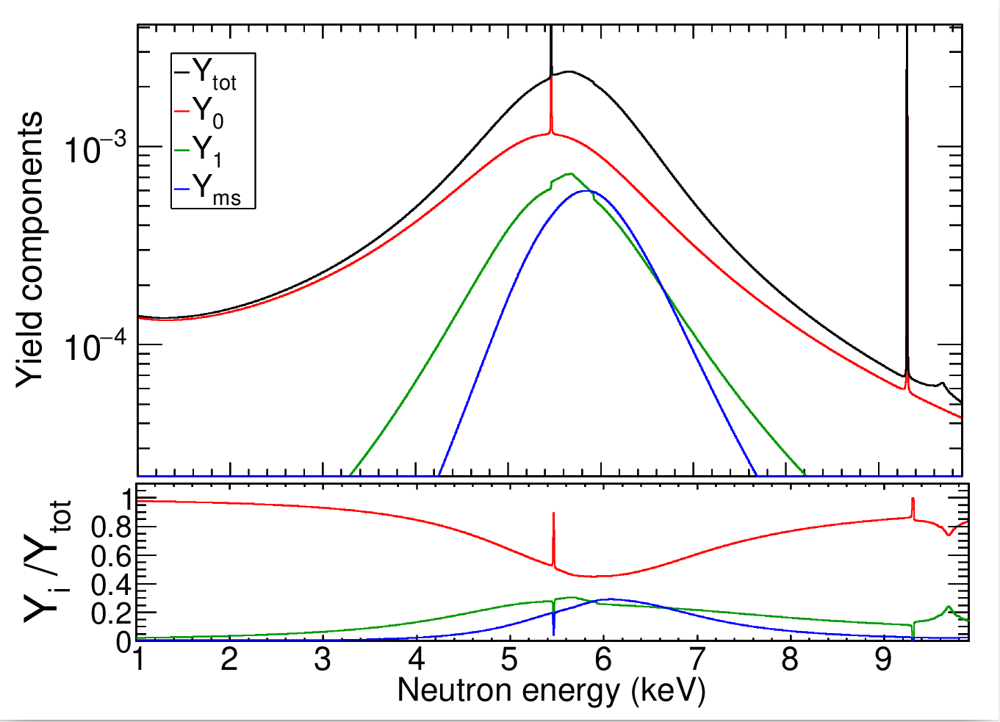 Y_tot
Y_0
Y_1
Y_ms
10^−3
10^−4
Yield components
1
0.8
0.6
0.4
0.2
0
Y_i /Y_tot
1 2 3 4 5 6 7 8 9
Neutron energy (keV)